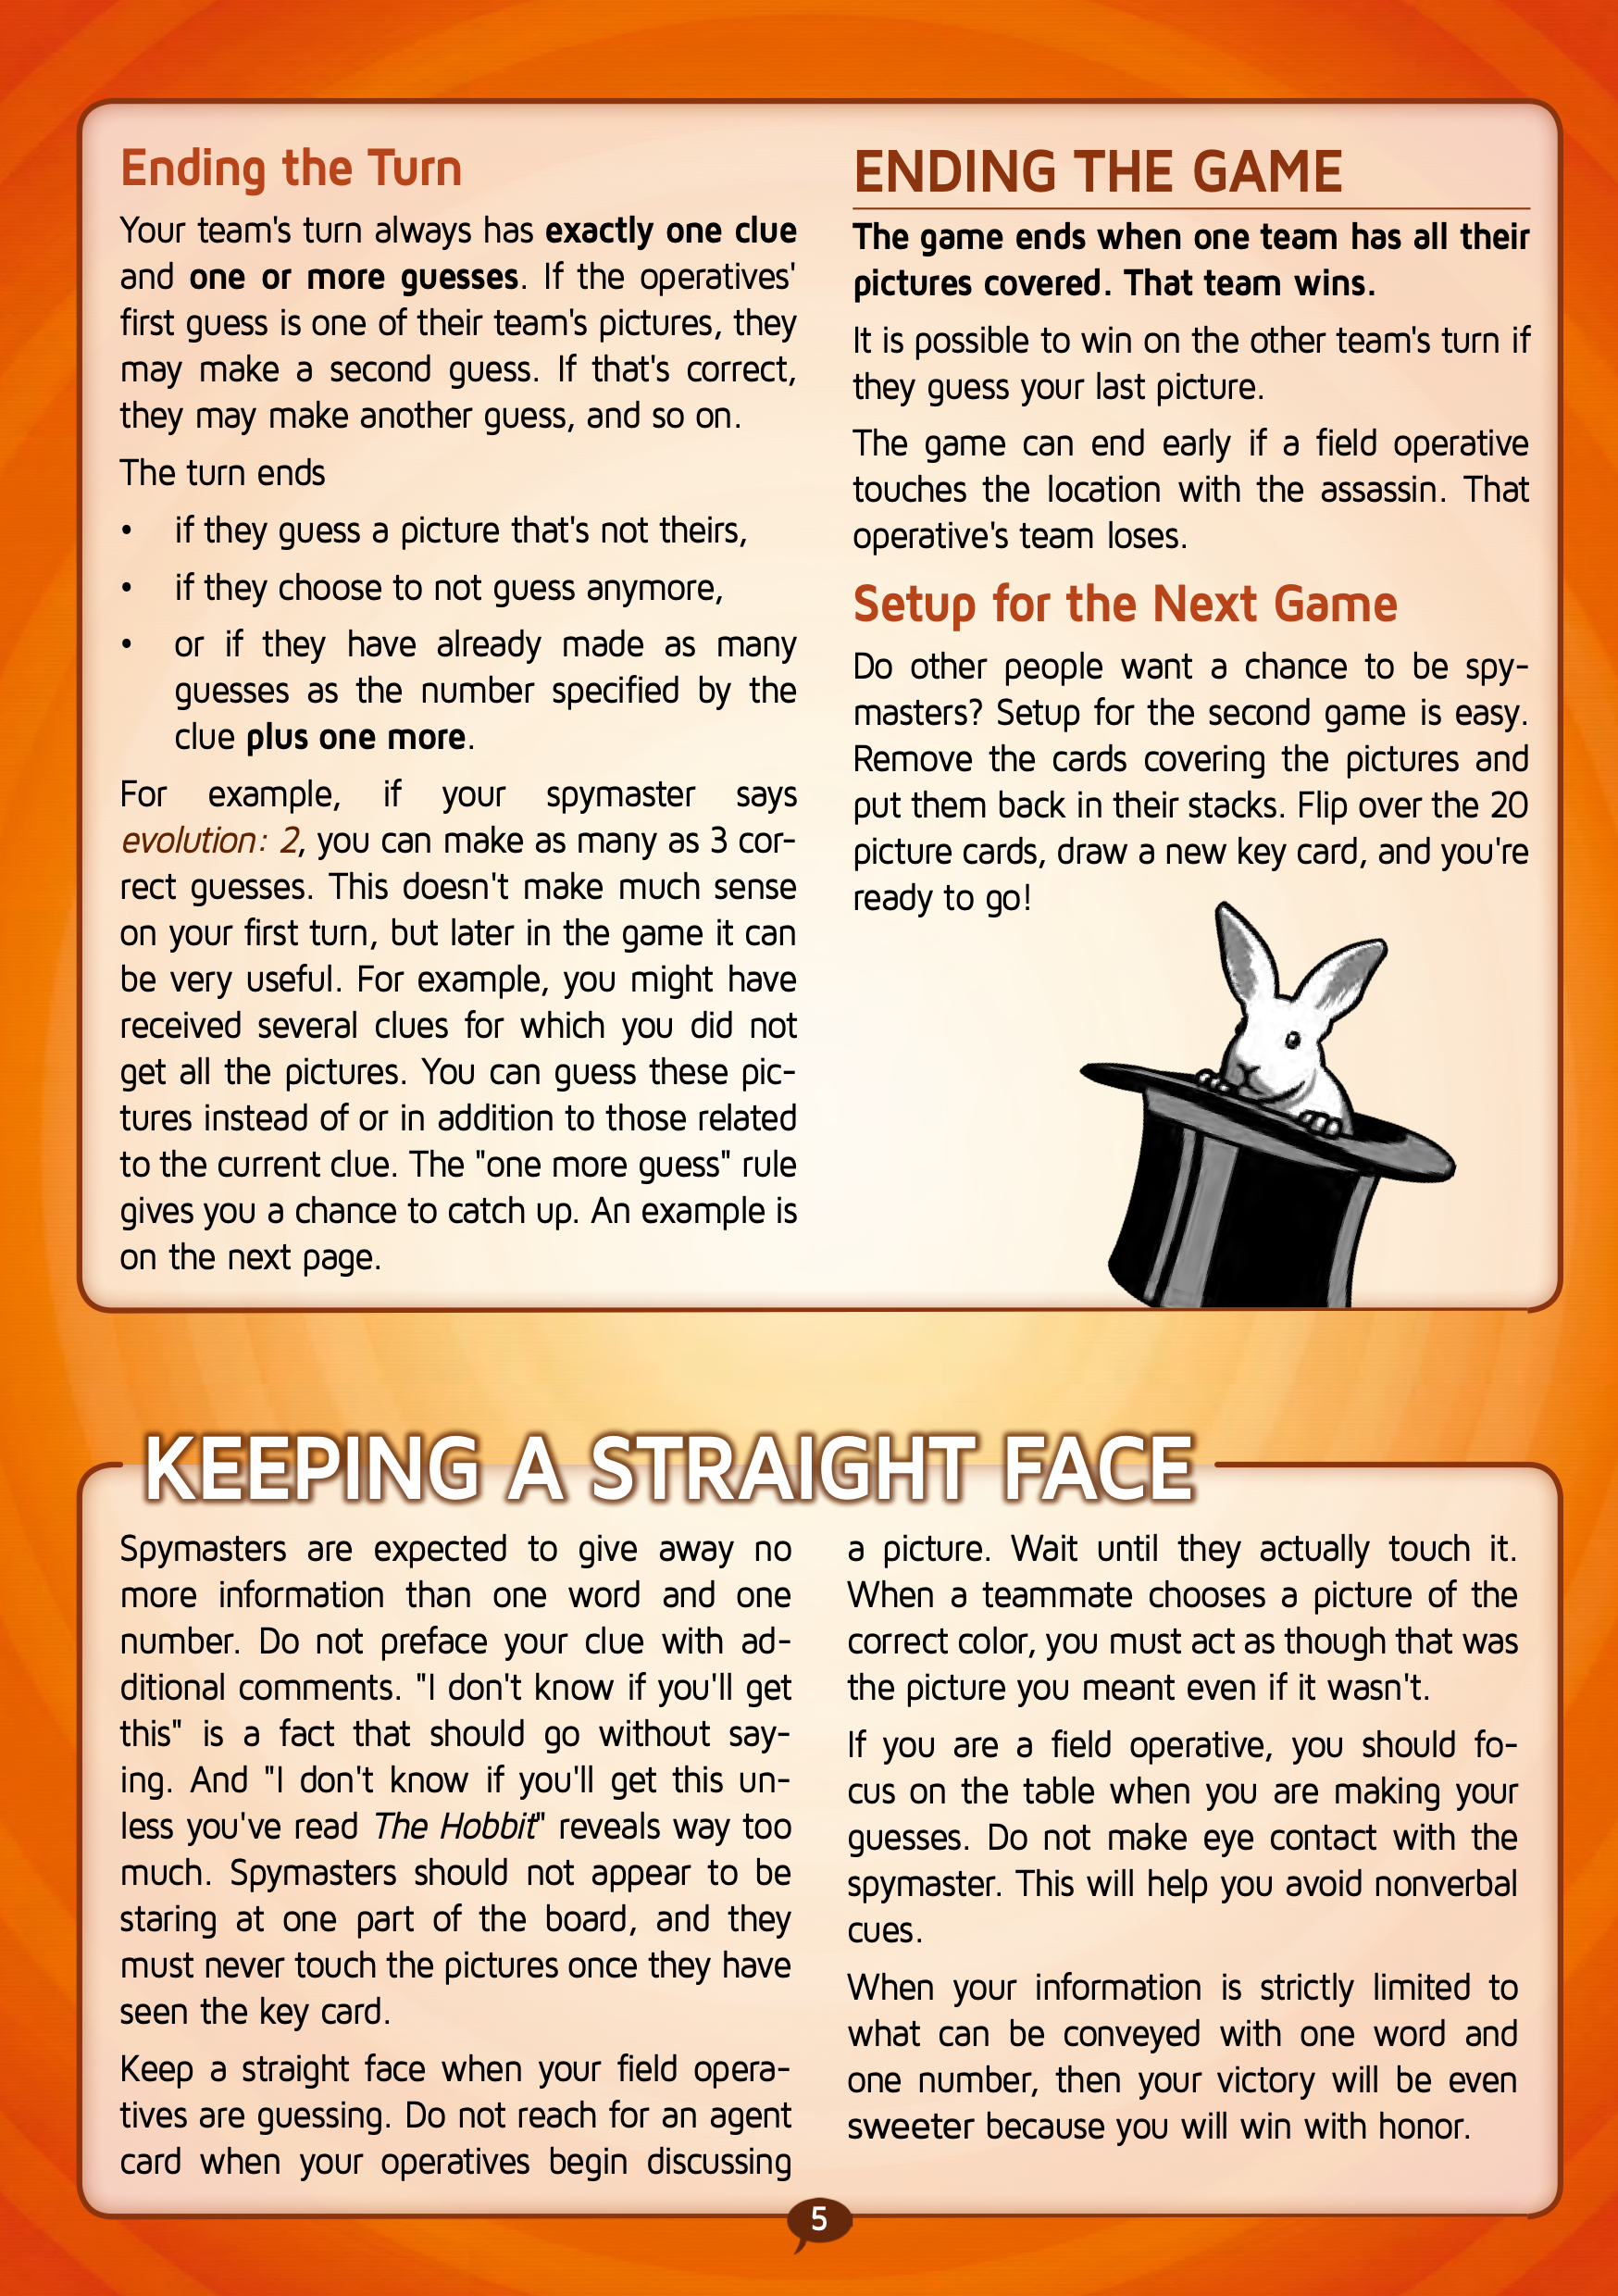 Ending the Turn
Your team's turn always has exactly one clue
and one or more guesses. If the operatives'
first guess is one of their team's pictures, they
may make a second guess. If that's correct,
they may make another guess, and so on.
The turn ends
• if they guess a picture that's not theirs,
• if they choose to not guess anymore,
• or if they have already made as many
guesses as the number specified by the
clue plus one more.
For example, if your spymaster says
evolution: 2, you can make as many as 3 cor-
rect guesses. This doesn't make much sense
on your first turn, but later in the game it can
be very useful. For example, you might have
received several clues for which you did not
get all the pictures. You can guess these pic-
tures instead of or in addition to those related
to the current clue. The "one more guess" rule
gives you a chance to catch up. An example is
on the next page.
ENDING THE GAME
The game ends when one team has all their
pictures covered. That team wins.
It is possible to win on the other team's turn if
they guess your last picture.
The game can end early if a field operative
touches the location with the assassin. That
operative's team loses.
Setup for the Next Game
Do other people want a chance to be spy-
masters? Setup for the second game is easy.
Remove the cards covering the pictures and
put them back in their stacks. Flip over the 20
picture cards, draw a new key card, and you're
ready to go!
KEEPING A STRAIGHT FACE
Spymasters are expected to give away no
more information than one word and one
number. Do not preface your clue with ad-
ditional comments. "I don't know if you'll get
this" is a fact that should go without say-
ing. And "I don't know if you'll get this un-
less you've read The Hobbit" reveals way too
much. Spymasters should not appear to be
staring at one part of the board, and they
must never touch the pictures once they have
seen the key card.
Keep a straight face when your field opera-
tives are guessing. Do not reach for an agent
card when your operatives begin discussing
a picture. Wait until they actually touch it.
When a teammate chooses a picture of the
correct color, you must act as though that was
the picture you meant even if it wasn't.
If you are a field operative, you should fo-
cus on the table when you are making your
guesses. Do not make eye contact with the
spymaster. This will help you avoid nonverbal
cues.
When your information is strictly limited to
what can be conveyed with one word and
one number, then your victory will be even
sweeter because you will win with honor.
5